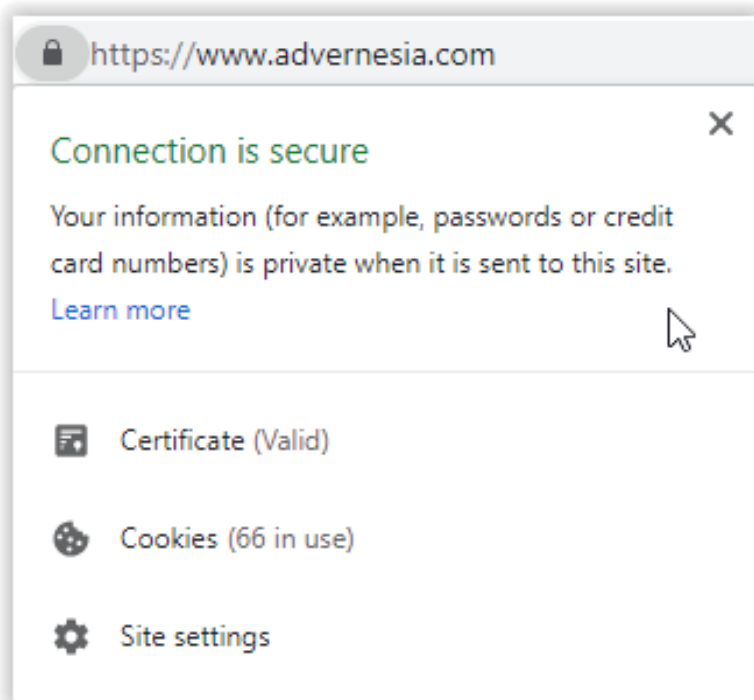 https://www.advernesia.com
Connection is secure
Your information (for example, passwords or credit
card numbers) is private when it is sent to this site.
Learn more
Certificate (Valid)
Cookies (66 in use)
Site settings